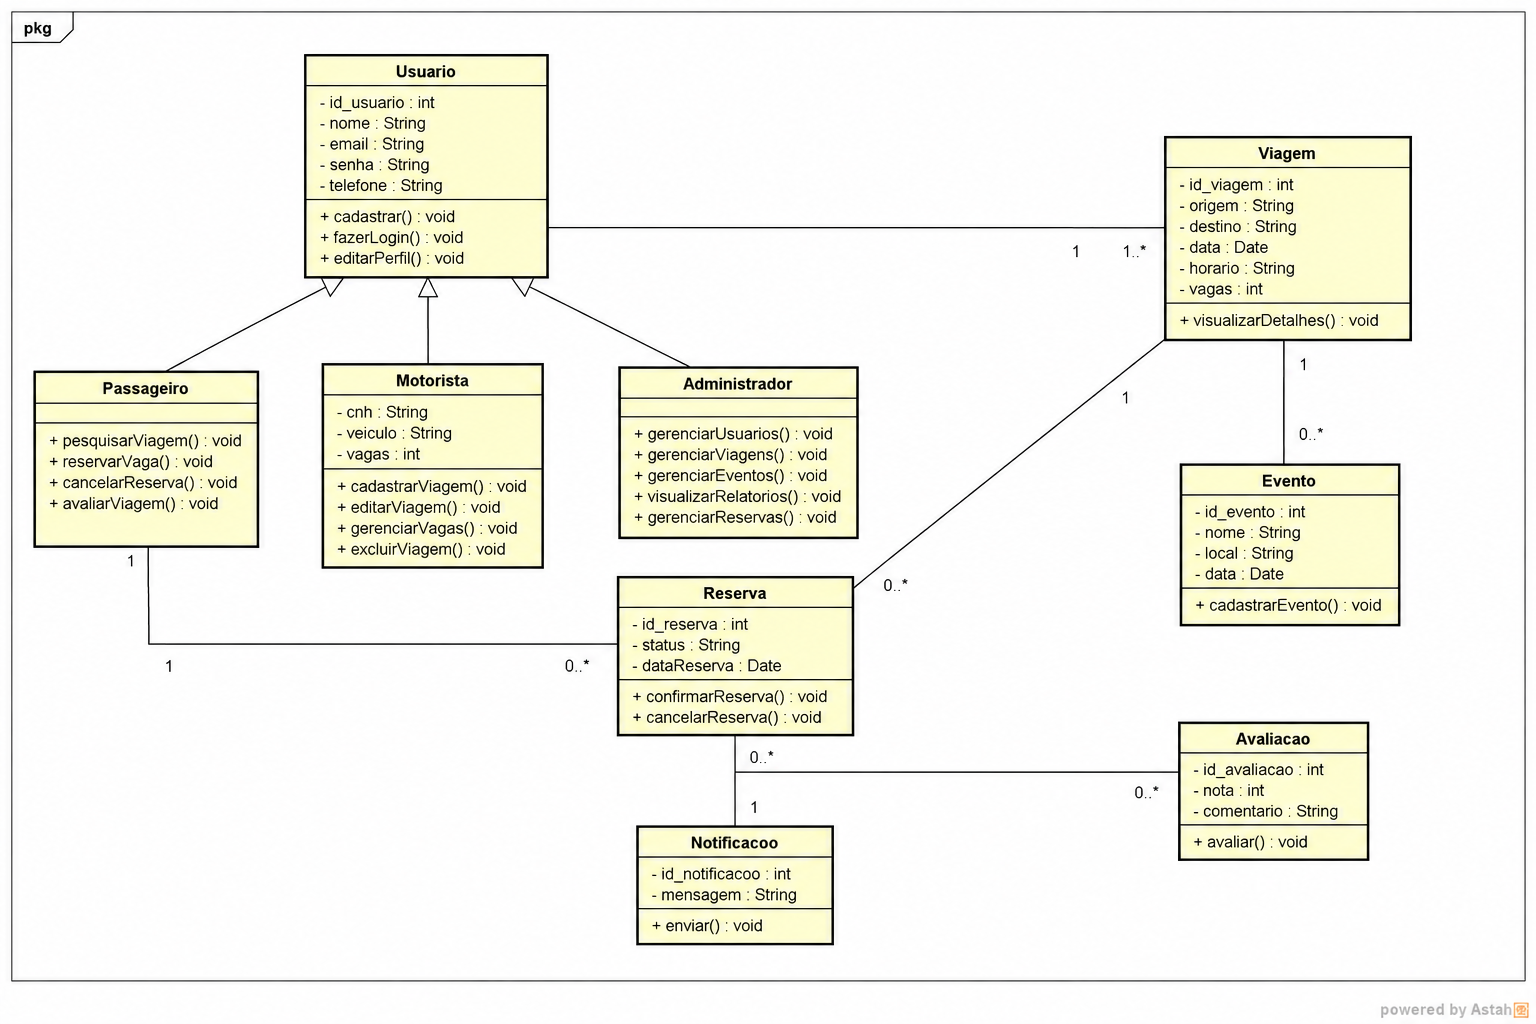 pkg
Usuario
- id_usuario : int
- nome : String
- email : String
- senha : String
- telefone : String
+ cadastrar() : void
+ fazerLogin() : void
+ editarPerfil() : void
Viagem
- id_viagem : int
- origem : String
- destino : String
- data : Date
- horario : String
- vagas : int
+ visualizarDetalhes() : void
1
1..*
Passageiro
+ pesquisarViagem() : void
+ reservarVaga() : void
+ cancelarReserva() : void
+ avaliarViagem() : void
Motorista
- cnh : String
- veiculo : String
- vagas : int
+ cadastrarViagem() : void
+ editarViagem() : void
+ gerenciarVagas() : void
+ excluirViagem() : void
Administrador
+ gerenciarUsuarios() : void
+ gerenciarViagens() : void
+ gerenciarEventos() : void
+ visualizarRelatorios() : void
+ gerenciarReservas() : void
1
1
0..*
Evento
- id_evento : int
- nome : String
- local : String
- data : Date
+ cadastrarEvento() : void
1
1
0..*
0..*
Reserva
- id_reserva : int
- status : String
- dataReserva : Date
+ confirmarReserva() : void
+ cancelarReserva() : void
0..*
1
0..*
Avaliacao
- id_avaliacao : int
- nota : int
- comentario : String
+ avaliar() : void
Notificacoo
- id_notificacoo : int
- mensagem : String
+ enviar() : void
powered by Astah